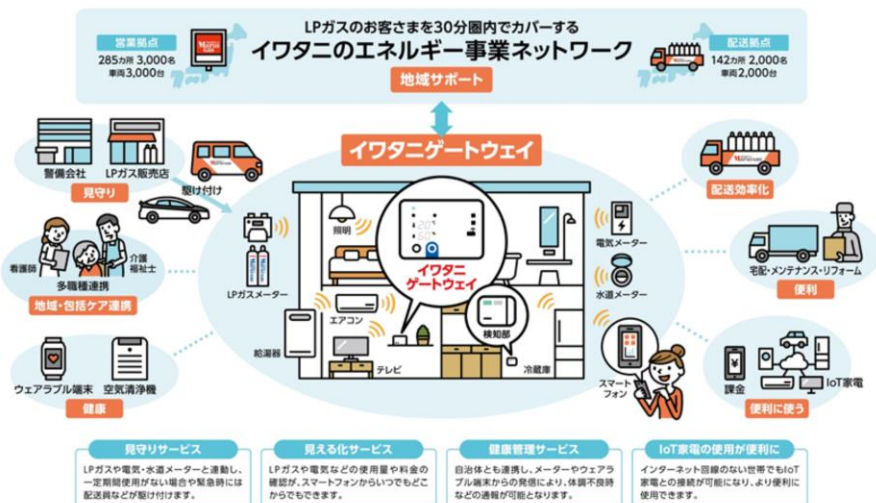 LPガスのお客さまを30分圏内でカバーする
イワタニのエネルギー事業ネットワーク
地域サポート
営業拠点
285カ所 3,000名
車両3,000台
配送拠点
142カ所 2,000名
車両2,000台
イワタニゲートウェイ
警備会社
LPガス販売店
見守り
駆け付け
看護師
介護
福祉士
多職種連携
地域・包括ケア連携
ウェアラブル端末
空気清浄機
健康
LPガスメーター
照明
エアコン
給湯器
テレビ
イワタニ
ゲートウェイ
検知部
冷蔵庫
電気メーター
水道メーター
スマート
フォン
配送効率化
宅配・メンテナンス・リフォーム
便利
課金
IoT家電
便利に使う
見守りサービス
LPガスや電気・水道メーターと連動し、
一定期間使用がない場合や緊急時には
配送員などが駆け付けます。
見える化サービス
LPガスや電気などの使用量や料金の
確認が、スマートフォンからいつでもどこ
からでもできます。
健康管理サービス
自治体とも連携し、メーターやウェアラ
ブル端末からの発信により、体調不良時
などの通報が可能となります。
IoT家電の使用が便利に
インターネット回線のない世帯でもIoT
家電との接続が可能になり、より便利に
使用できます。